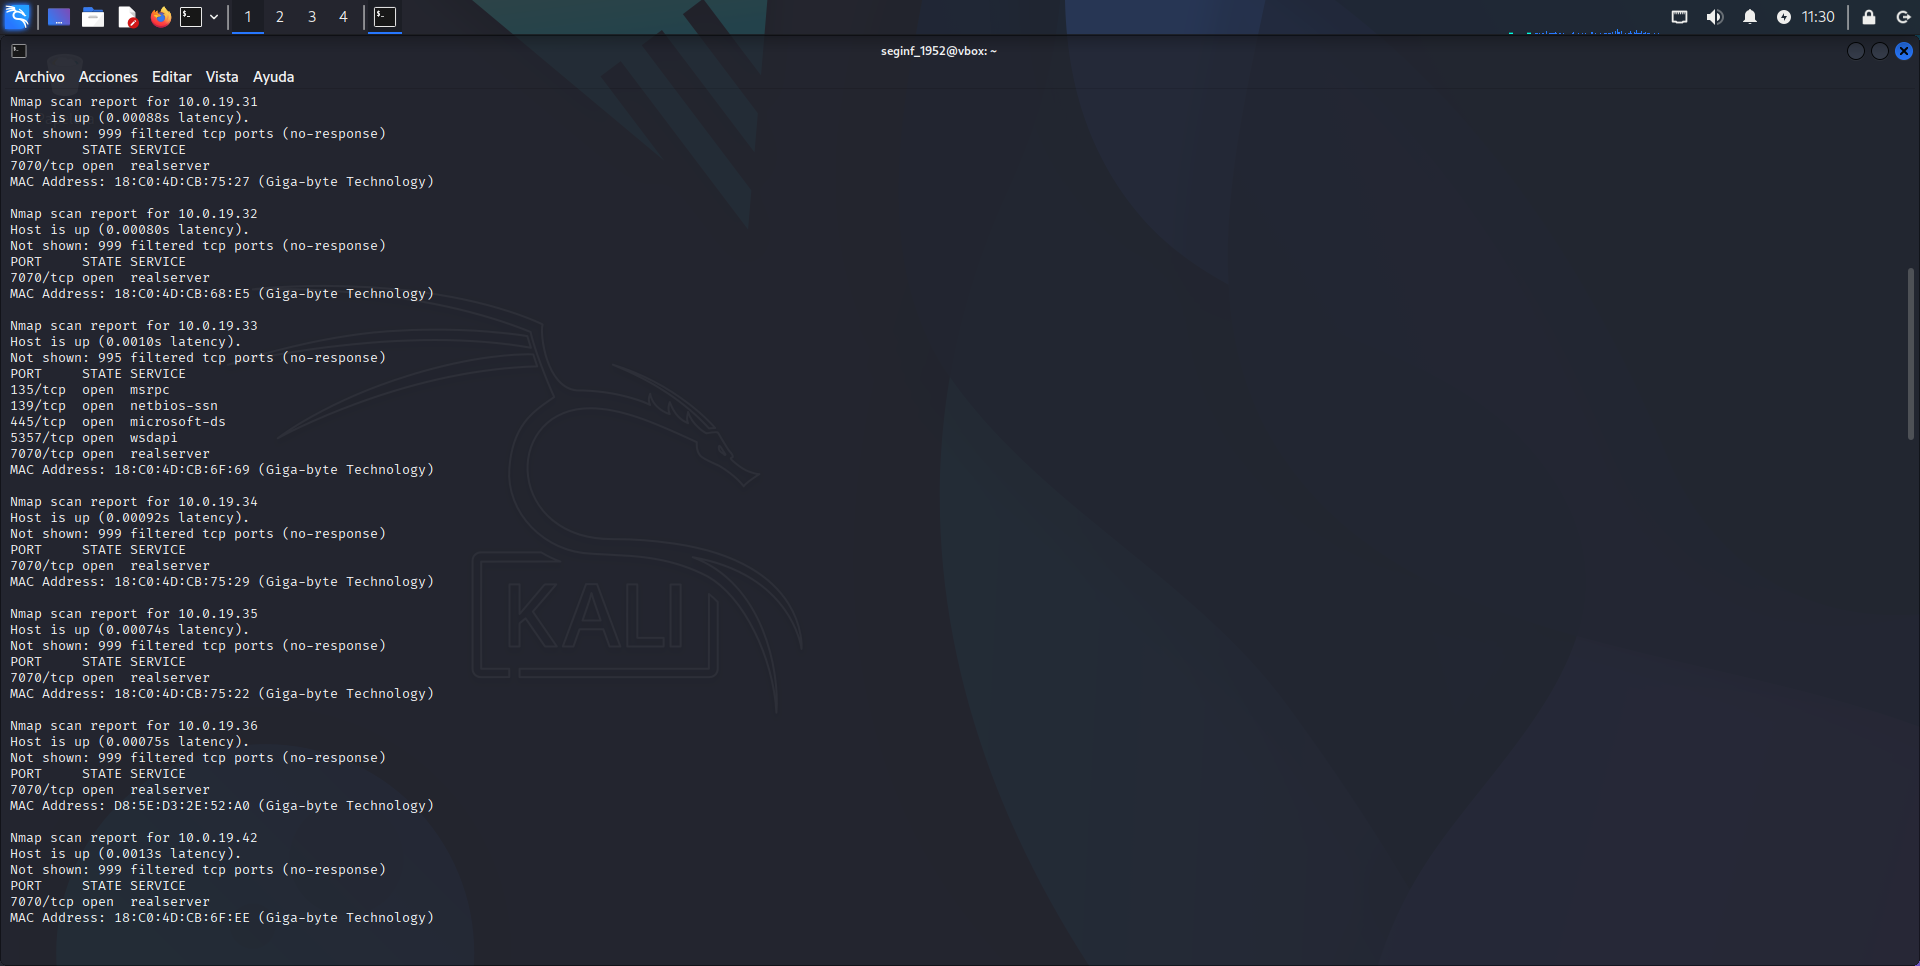 1 2 3 4
11:30
seginf_1952@vbox: ~
Archivo Acciones Editar Vista Ayuda
Nmap scan report for 10.0.19.31
Host is up (0.00088s latency).
Not shown: 999 filtered tcp ports (no-response)
PORT     STATE SERVICE
7070/tcp open  realserver
MAC Address: 18:C0:4D:CB:75:27 (Giga-byte Technology)

Nmap scan report for 10.0.19.32
Host is up (0.00080s latency).
Not shown: 999 filtered tcp ports (no-response)
PORT     STATE SERVICE
7070/tcp open  realserver
MAC Address: 18:C0:4D:CB:68:E5 (Giga-byte Technology)

Nmap scan report for 10.0.19.33
Host is up (0.0010s latency).
Not shown: 995 filtered tcp ports (no-response)
PORT     STATE SERVICE
135/tcp  open  msrpc
139/tcp  open  netbios-ssn
445/tcp  open  microsoft-ds
5357/tcp open  wsdapi
7070/tcp open  realserver
MAC Address: 18:C0:4D:CB:6F:69 (Giga-byte Technology)

Nmap scan report for 10.0.19.34
Host is up (0.00092s latency).
Not shown: 999 filtered tcp ports (no-response)
PORT     STATE SERVICE
7070/tcp open  realserver
MAC Address: 18:C0:4D:CB:75:29 (Giga-byte Technology)

Nmap scan report for 10.0.19.35
Host is up (0.00074s latency).
Not shown: 999 filtered tcp ports (no-response)
PORT     STATE SERVICE
7070/tcp open  realserver
MAC Address: 18:C0:4D:CB:75:22 (Giga-byte Technology)

Nmap scan report for 10.0.19.36
Host is up (0.00075s latency).
Not shown: 999 filtered tcp ports (no-response)
PORT     STATE SERVICE
7070/tcp open  realserver
MAC Address: D8:5E:D3:2E:52:A0 (Giga-byte Technology)

Nmap scan report for 10.0.19.42
Host is up (0.0013s latency).
Not shown: 999 filtered tcp ports (no-response)
PORT     STATE SERVICE
7070/tcp open  realserver
MAC Address: 18:C0:4D:CB:6F:EE (Giga-byte Technology)
KALI